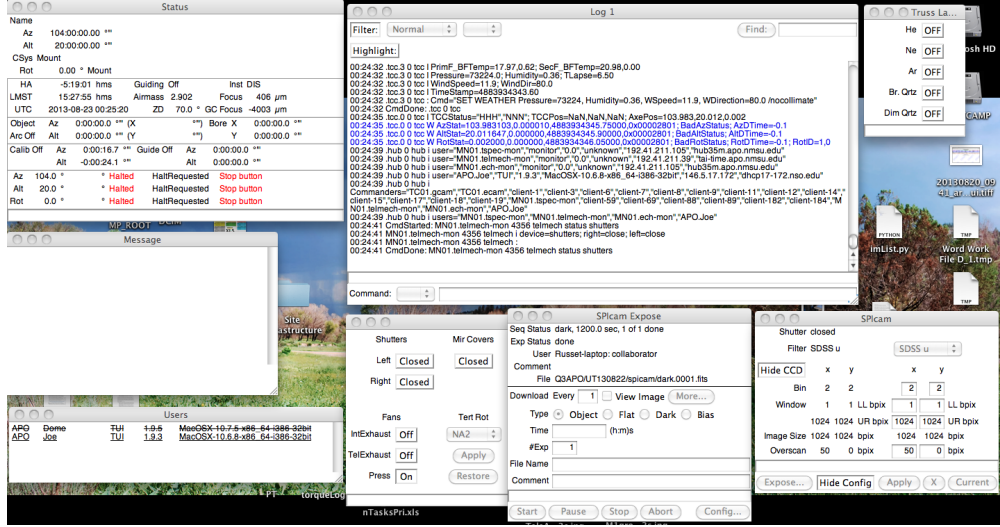 Status
Name
Az 104:00:00.00 °'"
Alt 20:00:00.00 °'"
CSys Mount
Rot 0.00 ° Mount
HA -5:19:01 hms Guiding Off Inst DIS
LMST 15:27:55 hms Airmass 2.902 Focus 406 µm
UTC 2013-08-23 00:25:20 ZD 70.0 ° GC Focus -4003 µm
Object Az 0:00:00.0 °'" (X °'") Bore X 0:00:00.0 °'"
Arc Off Alt 0:00:00.0 °'" (Y °'") Y 0:00:00.0 °'"
Calib Off Az 0:00:16.7 °'" Guide Off Az 0:00:00.0 °'"
Alt -0:00:24.1 °'" Alt 0:00:00.0 °'"
Az 104.0 ° Halted HaltRequested Stop button
Alt 20.0 ° Halted HaltRequested Stop button
Rot 0.0 ° Halted HaltRequested Stop button
MP_ROOT
Message
Site
Users
APO Dome TUI 1.9.5 MacOSX-10.7.5-x86_64-i386-32bit
APO Joe TUI 1.9.3 MacOSX-10.6.8-x86_64-i386-32bit
PT torqueLog
Log 1
Filter: Normal Find:
Highlight:
00:24:32 .tcc.3 0 tcc I PrimF_BFTemp=17.97,0.62; SecF_BFTemp=20.98,0.00
00:24:32 .tcc.3 0 tcc I Pressure=73224.0; Humidity=0.36; TLapse=6.50
00:24:32 .tcc.3 0 tcc I WindSpeed=11.9; WindDir=80.0
00:24:32 .tcc.3 0 tcc I TimeStamp=4883934343.60
00:24:32 .tcc.3 0 tcc : Cmd="SET WEATHER Pressure=73224, Humidity=0.36, WSpeed=11.9, WDirection=80.0 /nocollimate"
00:24:32 CmdDone: .tcc 0 tcc
00:24:35 .tcc.0 0 tcc I TCCStatus="HHH","NNN"; TCCPos=NaN,NaN,NaN; AxePos=103.983,20.012,0.002
00:24:35 .tcc.0 0 tcc W AzStat=103.983103,0.000000,4883934345.75000,0x00002801; BadAzStatus; AzDTime=-0.1
00:24:35 .tcc.0 0 tcc W AltStat=20.011647,0.000000,4883934345.90000,0x00002801; BadAltStatus; AltDTime=-0.1
00:24:35 .tcc.0 0 tcc W RotStat=0.002000,0.000000,4883934345.90000,0x00002801; BadRotStatus; RotDTime=-0.1; RotID=1,0
00:24:39 .hub 0 hub i user="MN01.tspec-mon","monitor","0.0","unknown","192.41.211.105","hub35m.apo.nmsu.edu"
00:24:39 .hub 0 hub i user="MN01.telmech-mon","monitor","0.0","unknown","192.41.211.39","tai-time.apo.nmsu.edu"
00:24:39 .hub 0 hub i user="MN01.ech-mon","monitor","0.0","unknown","192.41.211.105","hub35m.apo.nmsu.edu"
00:24:39 .hub 0 hub i user="APO.Joe","TUI","1.9.3","MacOSX-10.6.8-x86_64-i386-32bit","146.5.17.172","dhcp17-172.nso.edu"
00:24:39 .hub 0 hub i
Commanders="TC01.gcam","TC01.ecam","client-1","client-3","client-6","client-7","client-8","client-9","client-11","client-12","client-14","
client-15","client-17","client-18","client-19","MN01.tspec-mon","client-59","client-69","client-88","client-89","client-182","client-184","M
N01.telmech-mon","MN01.ech-mon","APO.Joe"
00:24:39 .hub 0 hub i users="MN01.tspec-mon","MN01.telmech-mon","MN01.ech-mon","APO.Joe"
00:24:41 CmdStarted: MN01.telmech-mon 4356 telmech status shutters
00:24:41 MN01.telmech-mon 4356 telmech i device=shutters; right=close; left=close
00:24:41 MN01.telmech-mon 4356 telmech :
00:24:41 CmdDone: MN01.telmech-mon 4356 telmech status shutters
Command:
Shutters Mir Covers
Left Closed Closed
Right Closed
Fans Tert Rot
IntExhaust Off NA2
TelExhaust Off Apply
Press On Restore
nTasksPri.xls
SPIcam Expose
Seq Status dark, 1200.0 sec, 1 of 1 done
Exp Status done
User Russet-laptop: collaborator
Comment
File Q3APO/UT130822/spicam/dark.0001.fits
Download Every 1 View Image More...
Type Object Flat Dark Bias
Time (h:m)s
#Exp 1
File Name
Comment
Start Pause Stop Abort Config...
SPIcam
Shutter closed
Filter SDSS u SDSS u
Hide CCD x y x y
Bin 2 2 2 2
Window 1 1 LL bpix 1 1 LL bpix
1024 1024 UR bpix 1024 1024 UR bpix
Image Size 1024 1024 bpix 1024 1024 bpix
Overscan 50 0 bpix 50 0 bpix
Expose... Hide Config Apply X Current
Truss La...
He OFF
Ne OFF
Ar OFF
Br. Qrtz OFF
Dim Qrtz OFF
osh HD
CAMP
20130820_09
41_ar...ul.tiff
PYTHON
imList.py
TMP
Word Work
File D_1.tmp
TMP